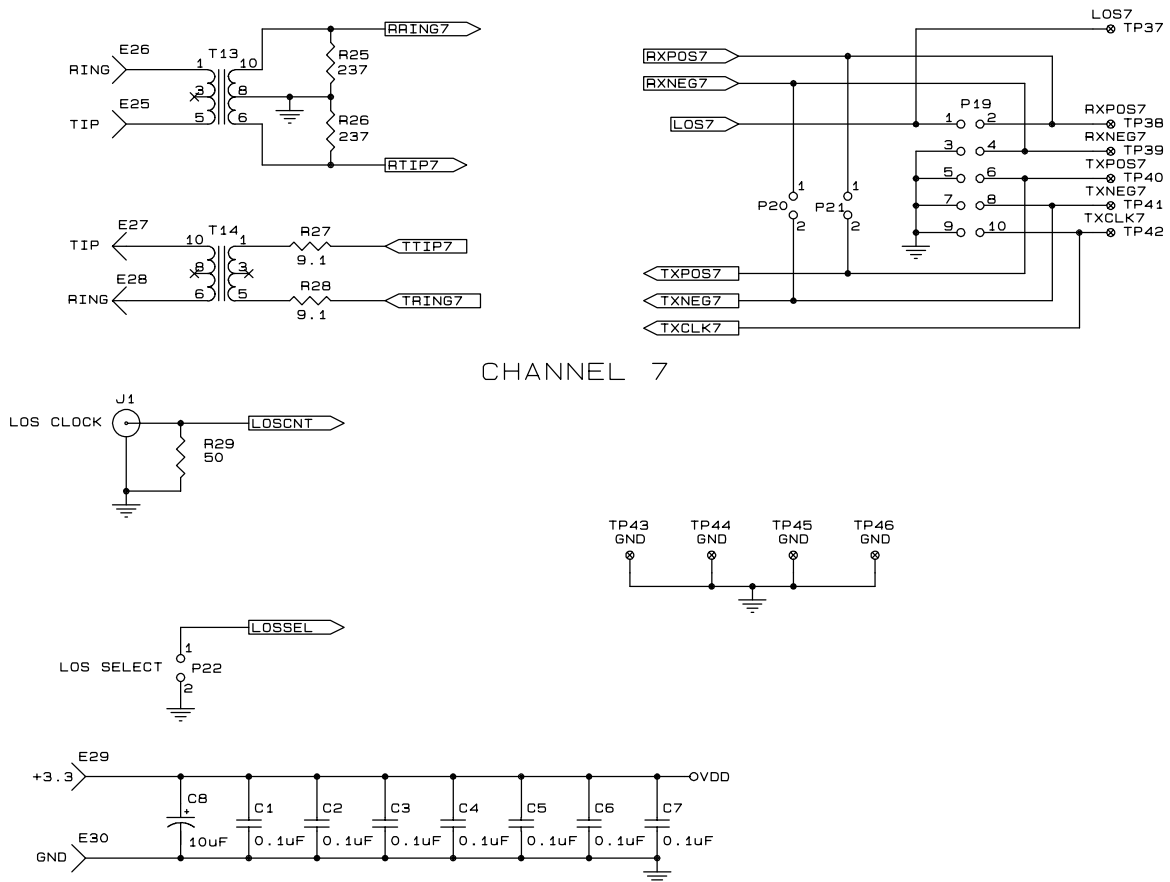 RRING7
E26
T13
RING
1
10
R25
237
3
8
E25
R26
237
TIP
5
6
RTIP7
E27
T14
TIP
10
1
R27
9.1
TTIP7
8
3
E28
RING
6
5
R28
9.1
TRING7
LOS7
TP37
RXPOS7
RXNEG7
P19
LOS7
1
2
RXPOS7
TP38
3
4
RXNEG7
TP39
5
6
TXPOS7
TP40
7
8
TXNEG7
TP41
9
10
TXCLK7
TP42
P20
1
2
P21
1
2
TXPOS7
TXNEG7
TXCLK7
CHANNEL 7
J1
LOS CLOCK
LOSCNT
R29
50
TP43
GND
TP44
GND
TP45
GND
TP46
GND
LOSSEL
LOS SELECT
1
P22
2
E29
+3.3
VDD
C8
+
10uF
C1
0.1uF
C2
0.1uF
C3
0.1uF
C4
0.1uF
C5
0.1uF
C6
0.1uF
C7
0.1uF
E30
GND